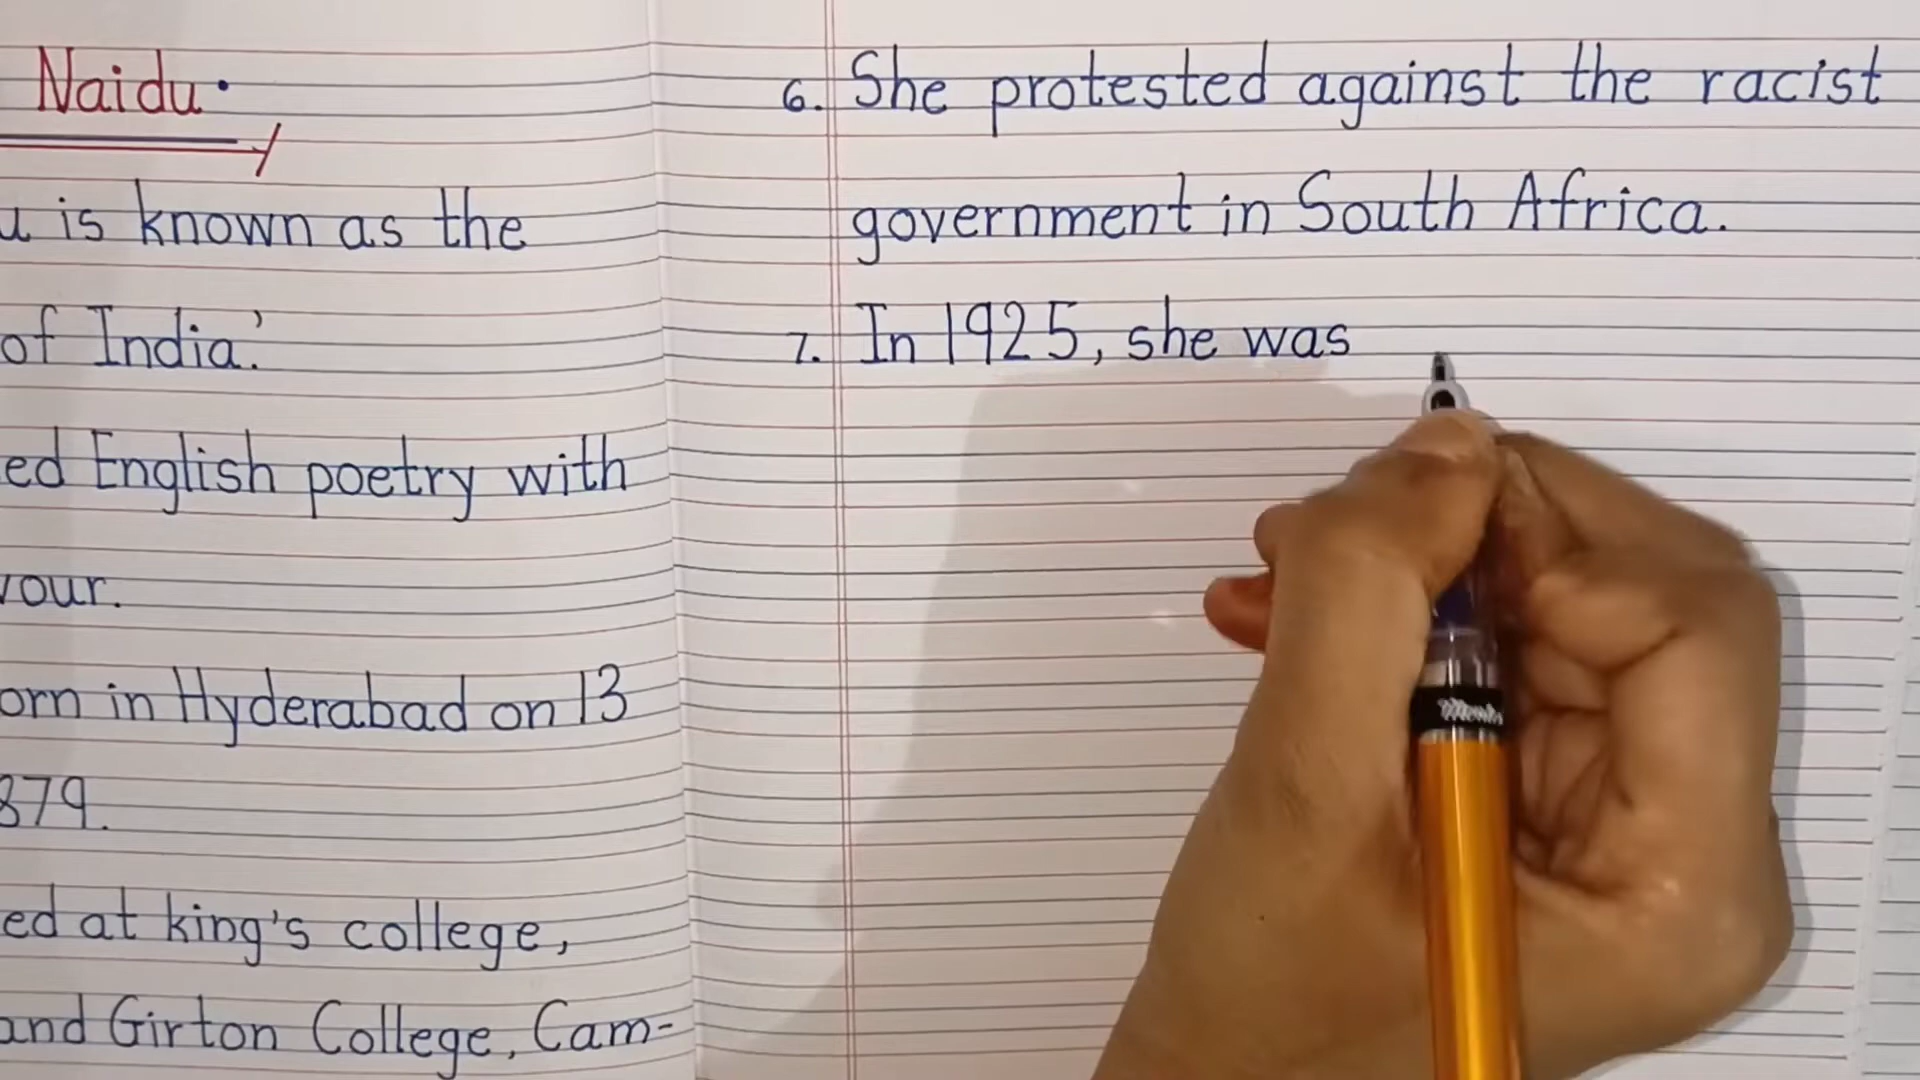 Naidu.
is known as the
of India.'
ed English poetry with
vour.
orn in Hyderabad on 13
879.
ed at king's college,
and Girton College, Cam-
6. She protested against the racist
government in South Africa.
7. In 1925, she was